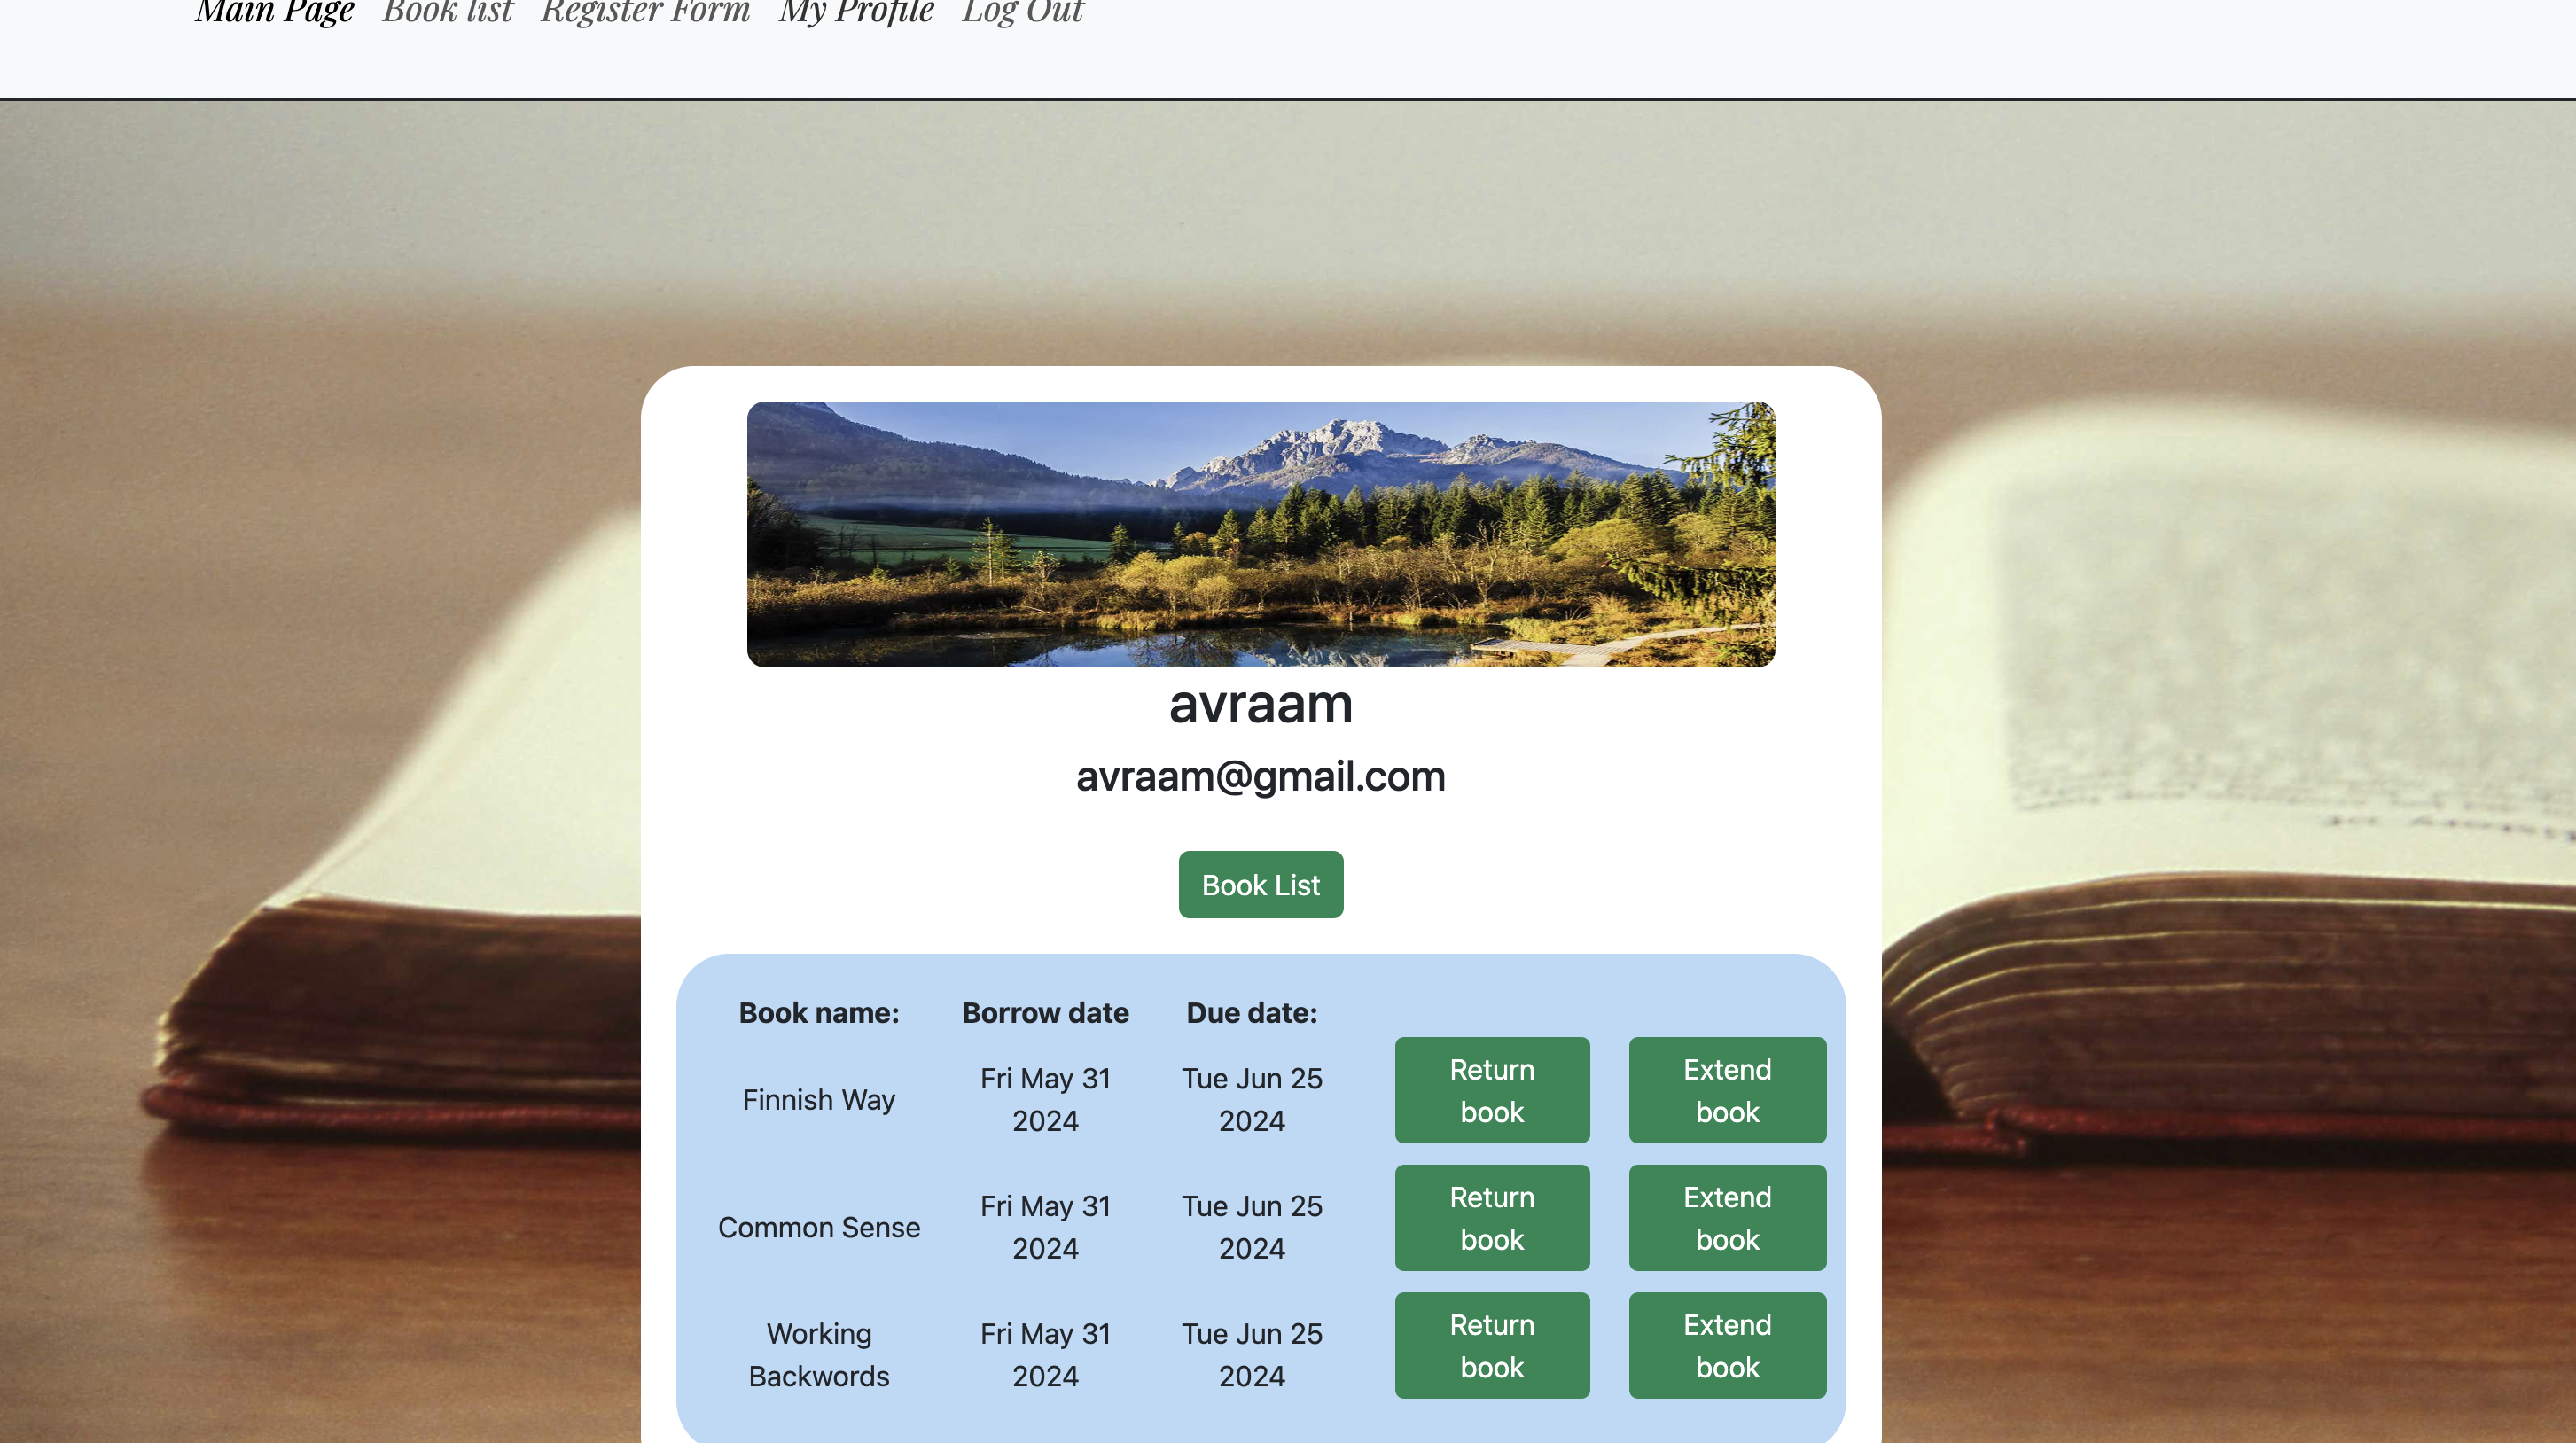 Main Page Book list Register Form My Profile Log Out
avraam
avraam@gmail.com
Book List
Book name: Borrow date Due date:
Finnish Way Fri May 31 2024 Tue Jun 25 2024 Return book Extend book
Common Sense Fri May 31 2024 Tue Jun 25 2024 Return book Extend book
Working Backwords Fri May 31 2024 Tue Jun 25 2024 Return book Extend book